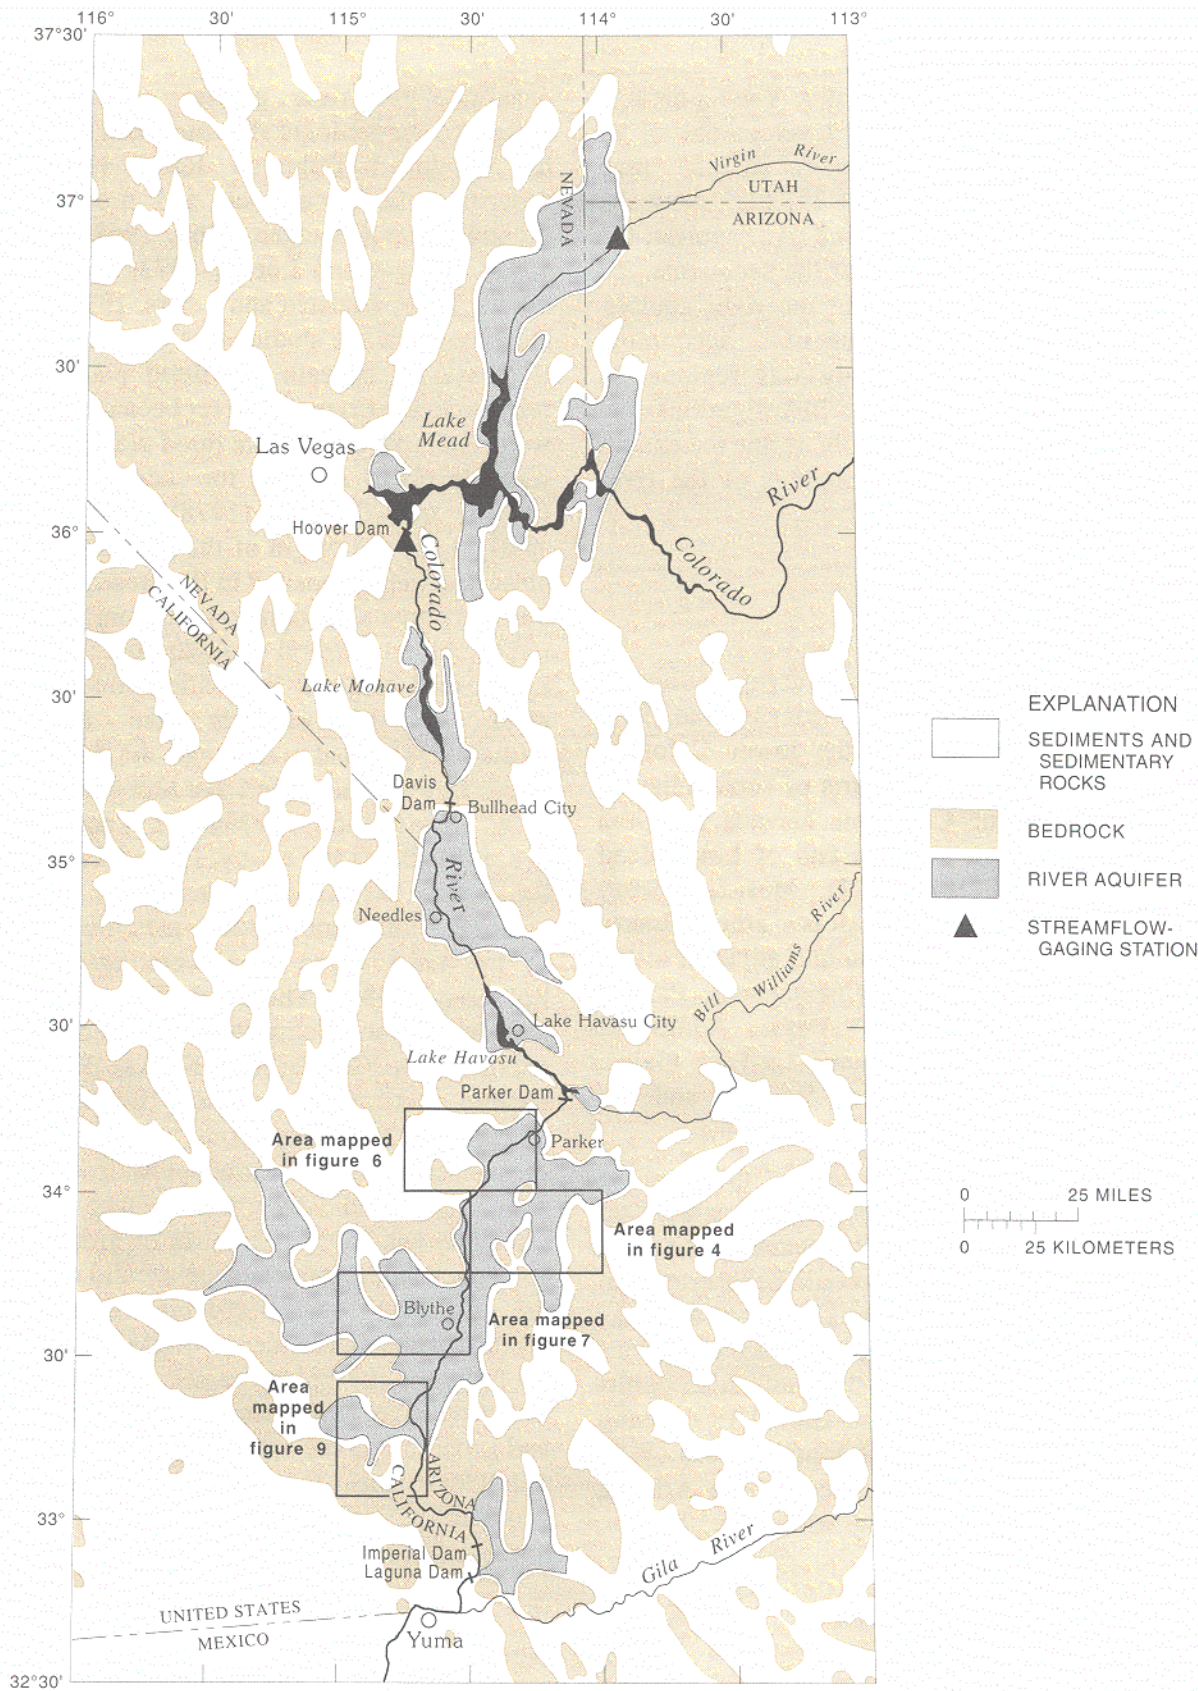 116°
30'
115°
30'
114°
30'
113°
37°30'
Virgin River
NEVADA
UTAH
ARIZONA
37°
30'
Lake
Mead
Las Vegas
River
Hoover Dam
36°
Colorado
Colorado
NEVADA
CALIFORNIA
Lake Mohave
30'
EXPLANATION
SEDIMENTS AND
SEDIMENTARY
ROCKS
BEDROCK
RIVER AQUIFER
STREAMFLOW-
GAGING STATION
Davis
Dam
Bullhead City
35°
River
Needles
Bill Williams River
30'
Lake Havasu City
Lake Havasu
Parker Dam
Area mapped
in figure 6
Parker
34°
0 25 MILES
0 25 KILOMETERS
Area mapped
in figure 4
Blythe
Area mapped
in figure 7
30'
Area
mapped
in
figure 9
ARIZONA
CALIFORNIA
33°
Imperial Dam
Laguna Dam
Gila River
UNITED STATES
MEXICO
Yuma
32°30'